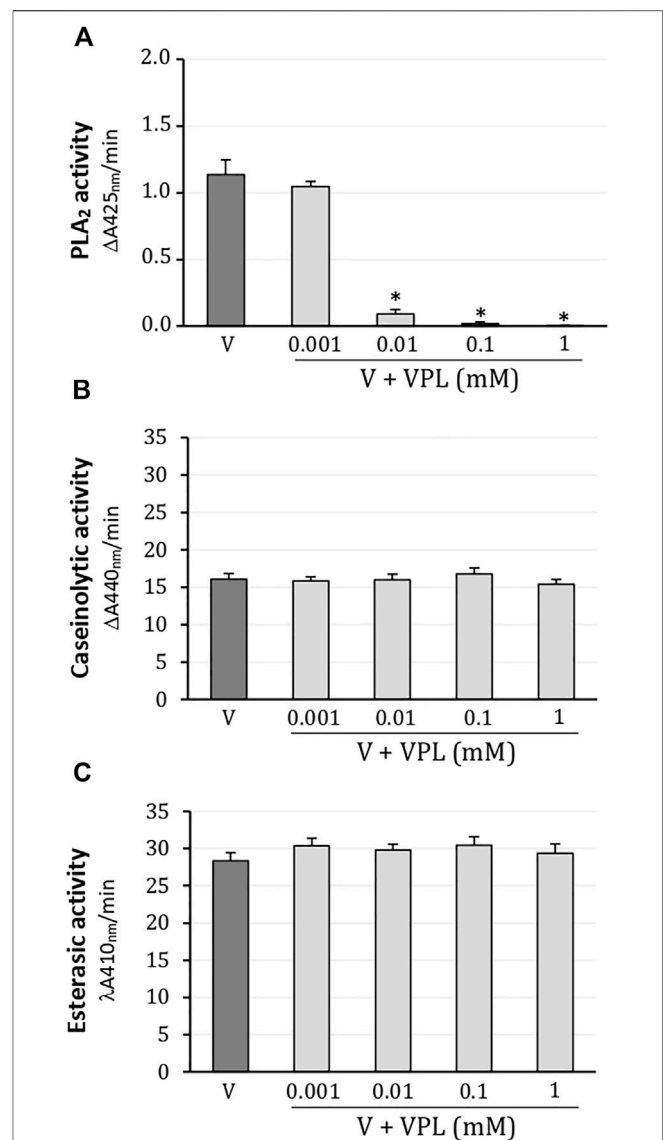 A
PLA₂ activity
ΔA425nm/min
2.0
1.5
1.0
0.5
0.0
* * *
V 0.001 0.01 0.1 1
V + VPL (mM)
B
Caseinolytic activity
ΔA440nm/min
35
30
25
20
15
10
5
0
V 0.001 0.01 0.1 1
V + VPL (mM)
C
Esterasic activity
λA410nm/min
35
30
25
20
15
10
5
0
V 0.001 0.01 0.1 1
V + VPL (mM)